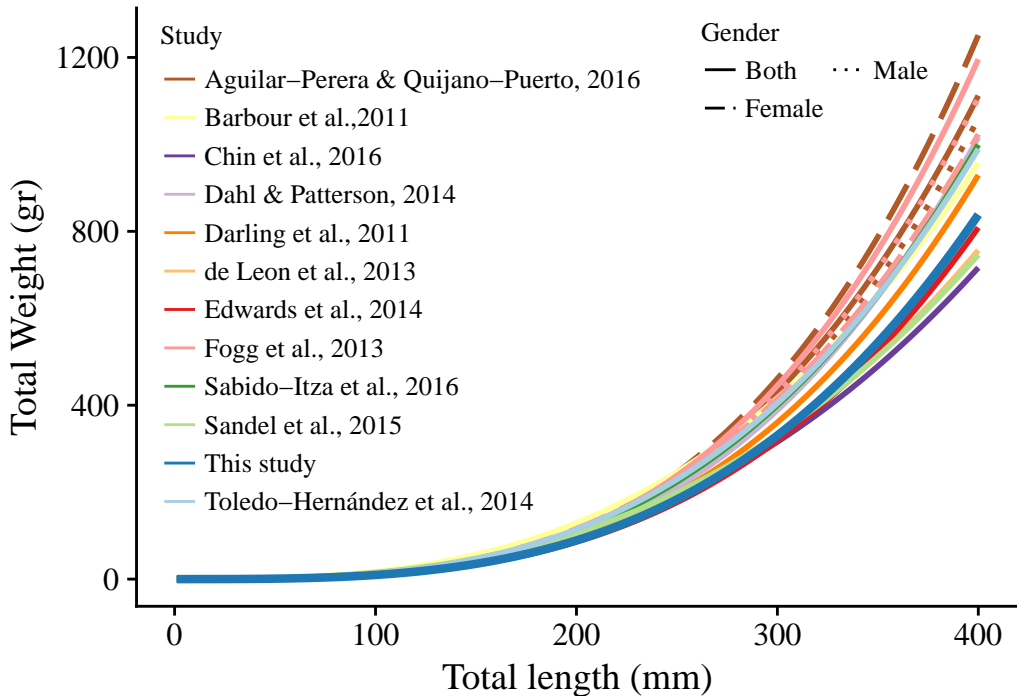 1200
800
400
0
Total Weight (gr)
Study
Aguilar−Perera & Quijano−Puerto, 2016
Barbour et al.,2011
Chin et al., 2016
Dahl & Patterson, 2014
Darling et al., 2011
de Leon et al., 2013
Edwards et al., 2014
Fogg et al., 2013
Sabido−Itza et al., 2016
Sandel et al., 2015
This study
Toledo−Hernández et al., 2014
Gender
Both Male
Female
0 100 200 300 400
Total length (mm)